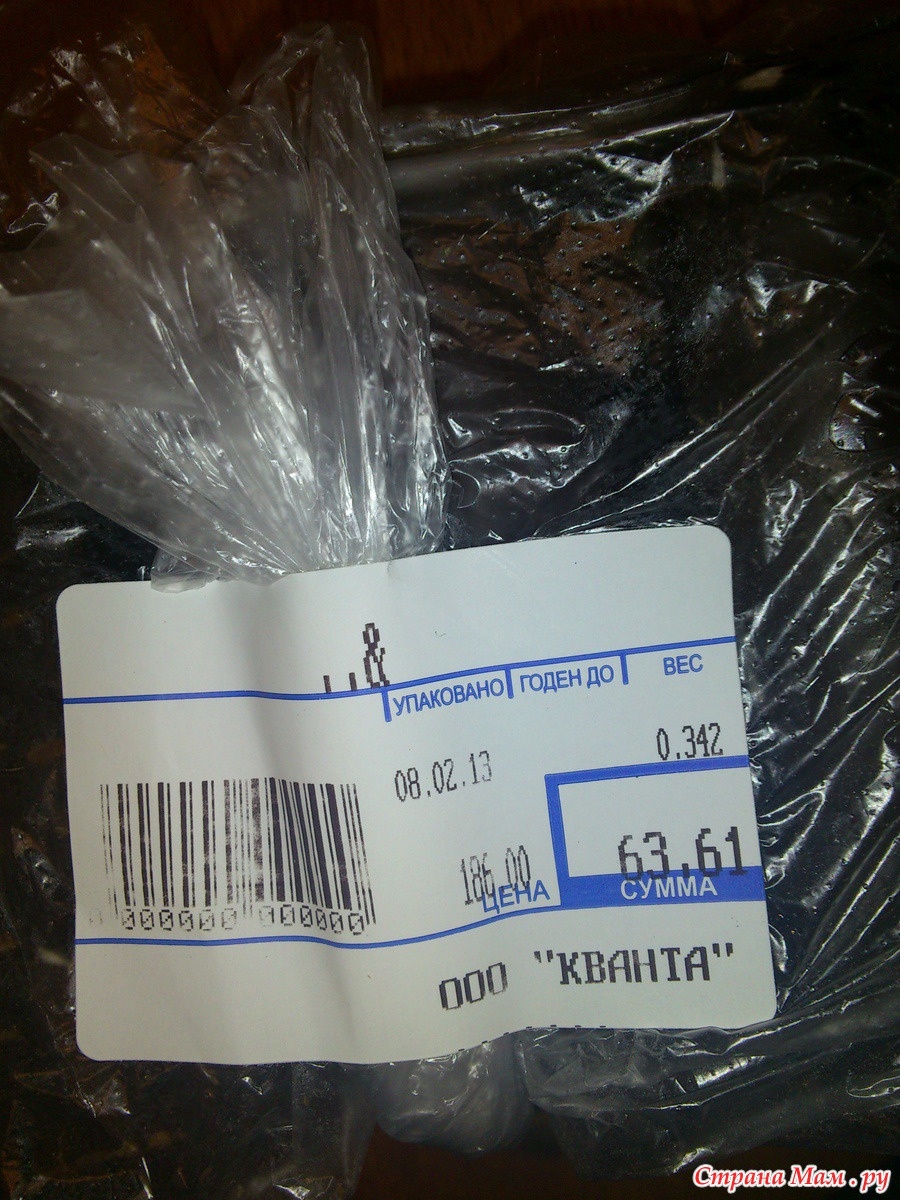 &
УПАКОВАНО ГОДЕН ДО ВЕС
08.02.13 0.342
186.00 63.61
ЦЕНА СУММА
000000 000000
ООО "КВАНТА"
Страна Мам.ру